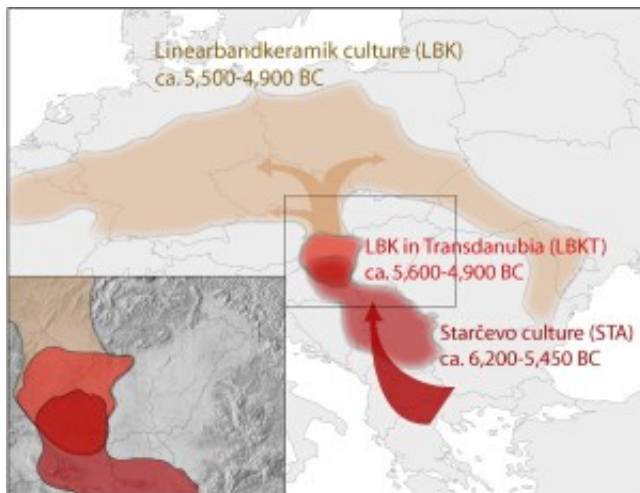 Linearbandkeramik culture (LBK)
ca. 5,500-4,900 BC
LBK in Transdanubia (LBKT)
ca. 5,600-4,900 BC
Starčevo culture (STA)
ca. 6,200-5,450 BC